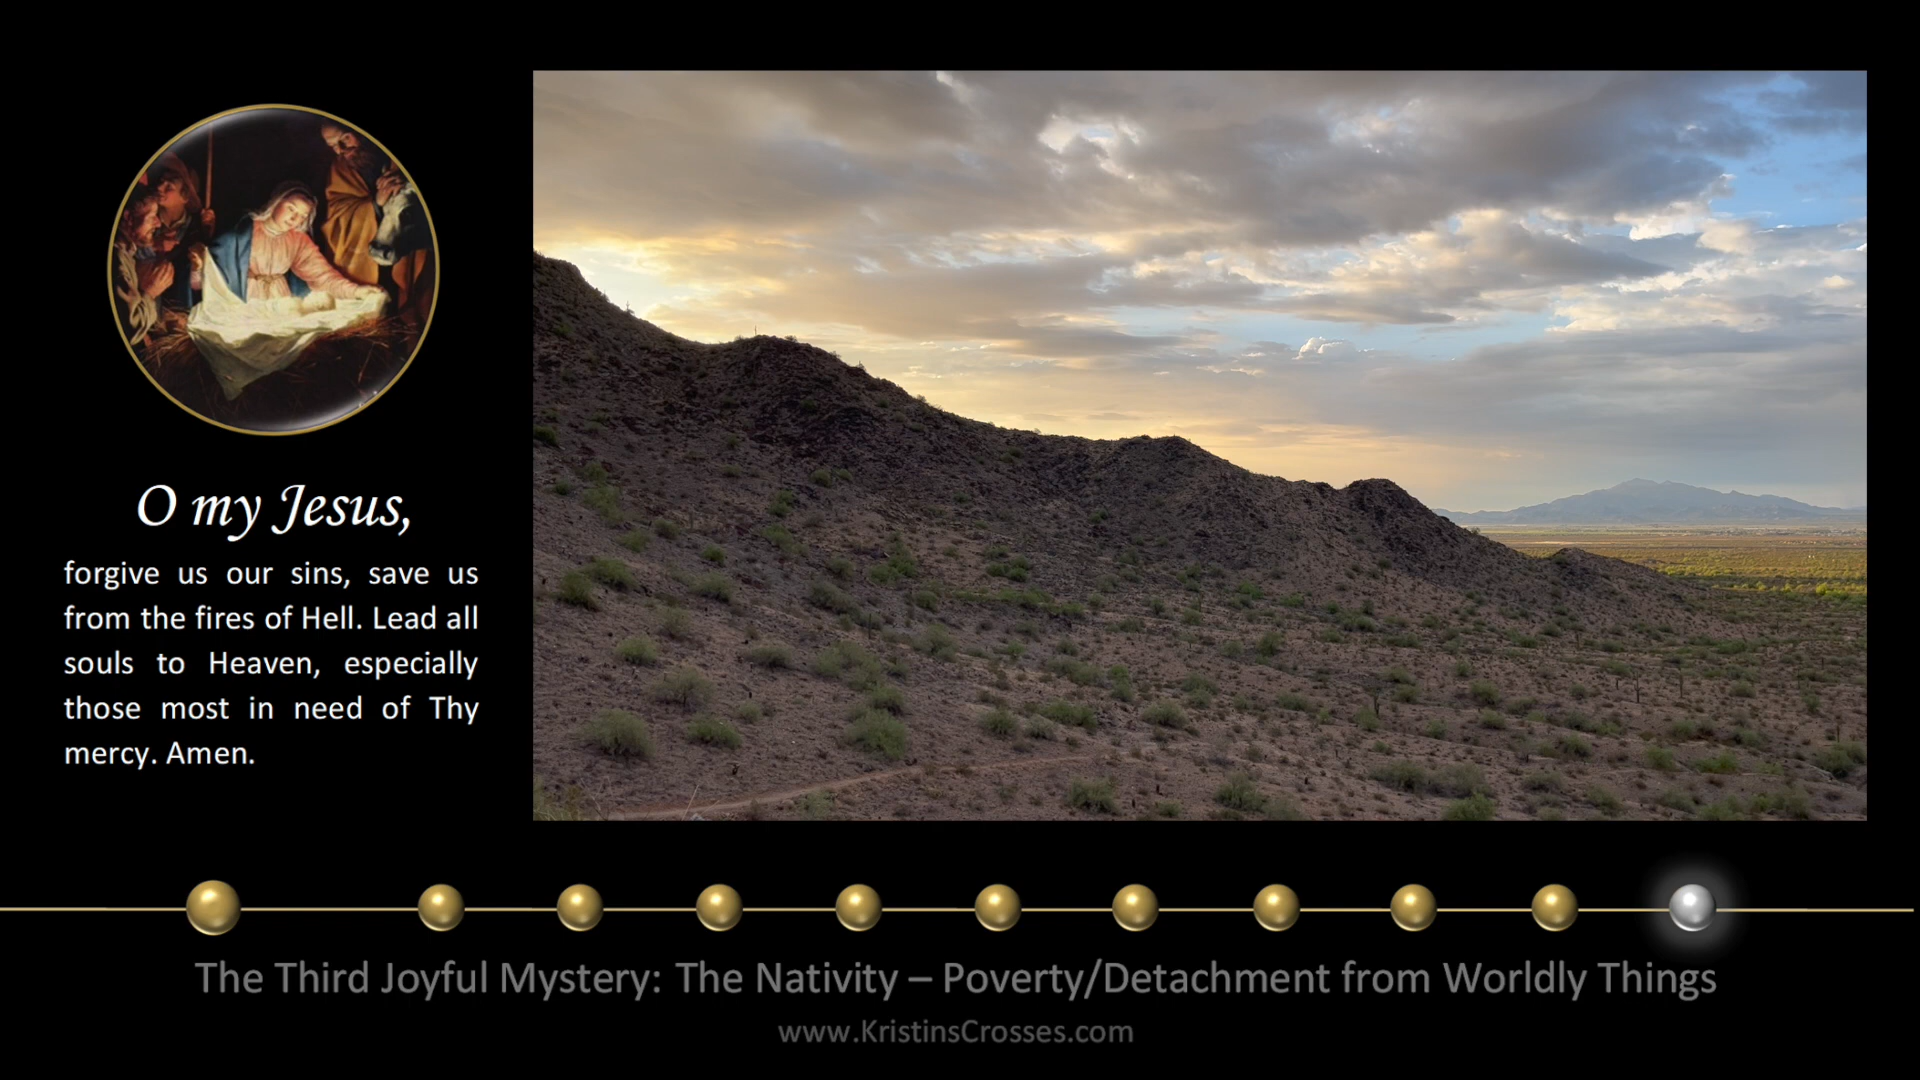 O my Jesus,
forgive us our sins, save us
from the fires of Hell. Lead all
souls to Heaven, especially
those most in need of Thy
mercy. Amen.
The Third Joyful Mystery: The Nativity – Poverty/Detachment from Worldly Things
www.KristinsCrosses.com